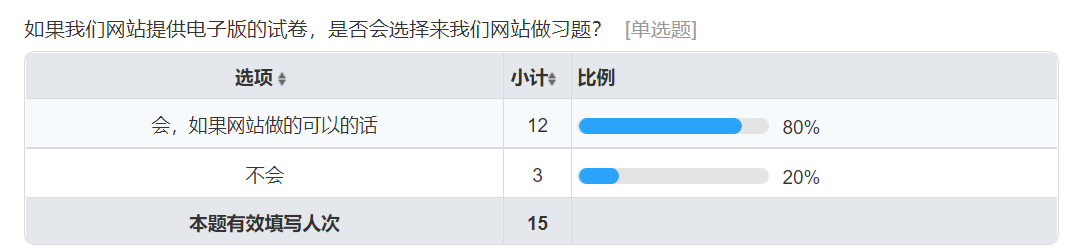 如果我们网站提供电子版的试卷，是否会选择来我们网站做习题？ [单选题]
选项 小计 比例
会，如果网站做的可以的话 12 80%
不会 3 20%
本题有效填写人次 15